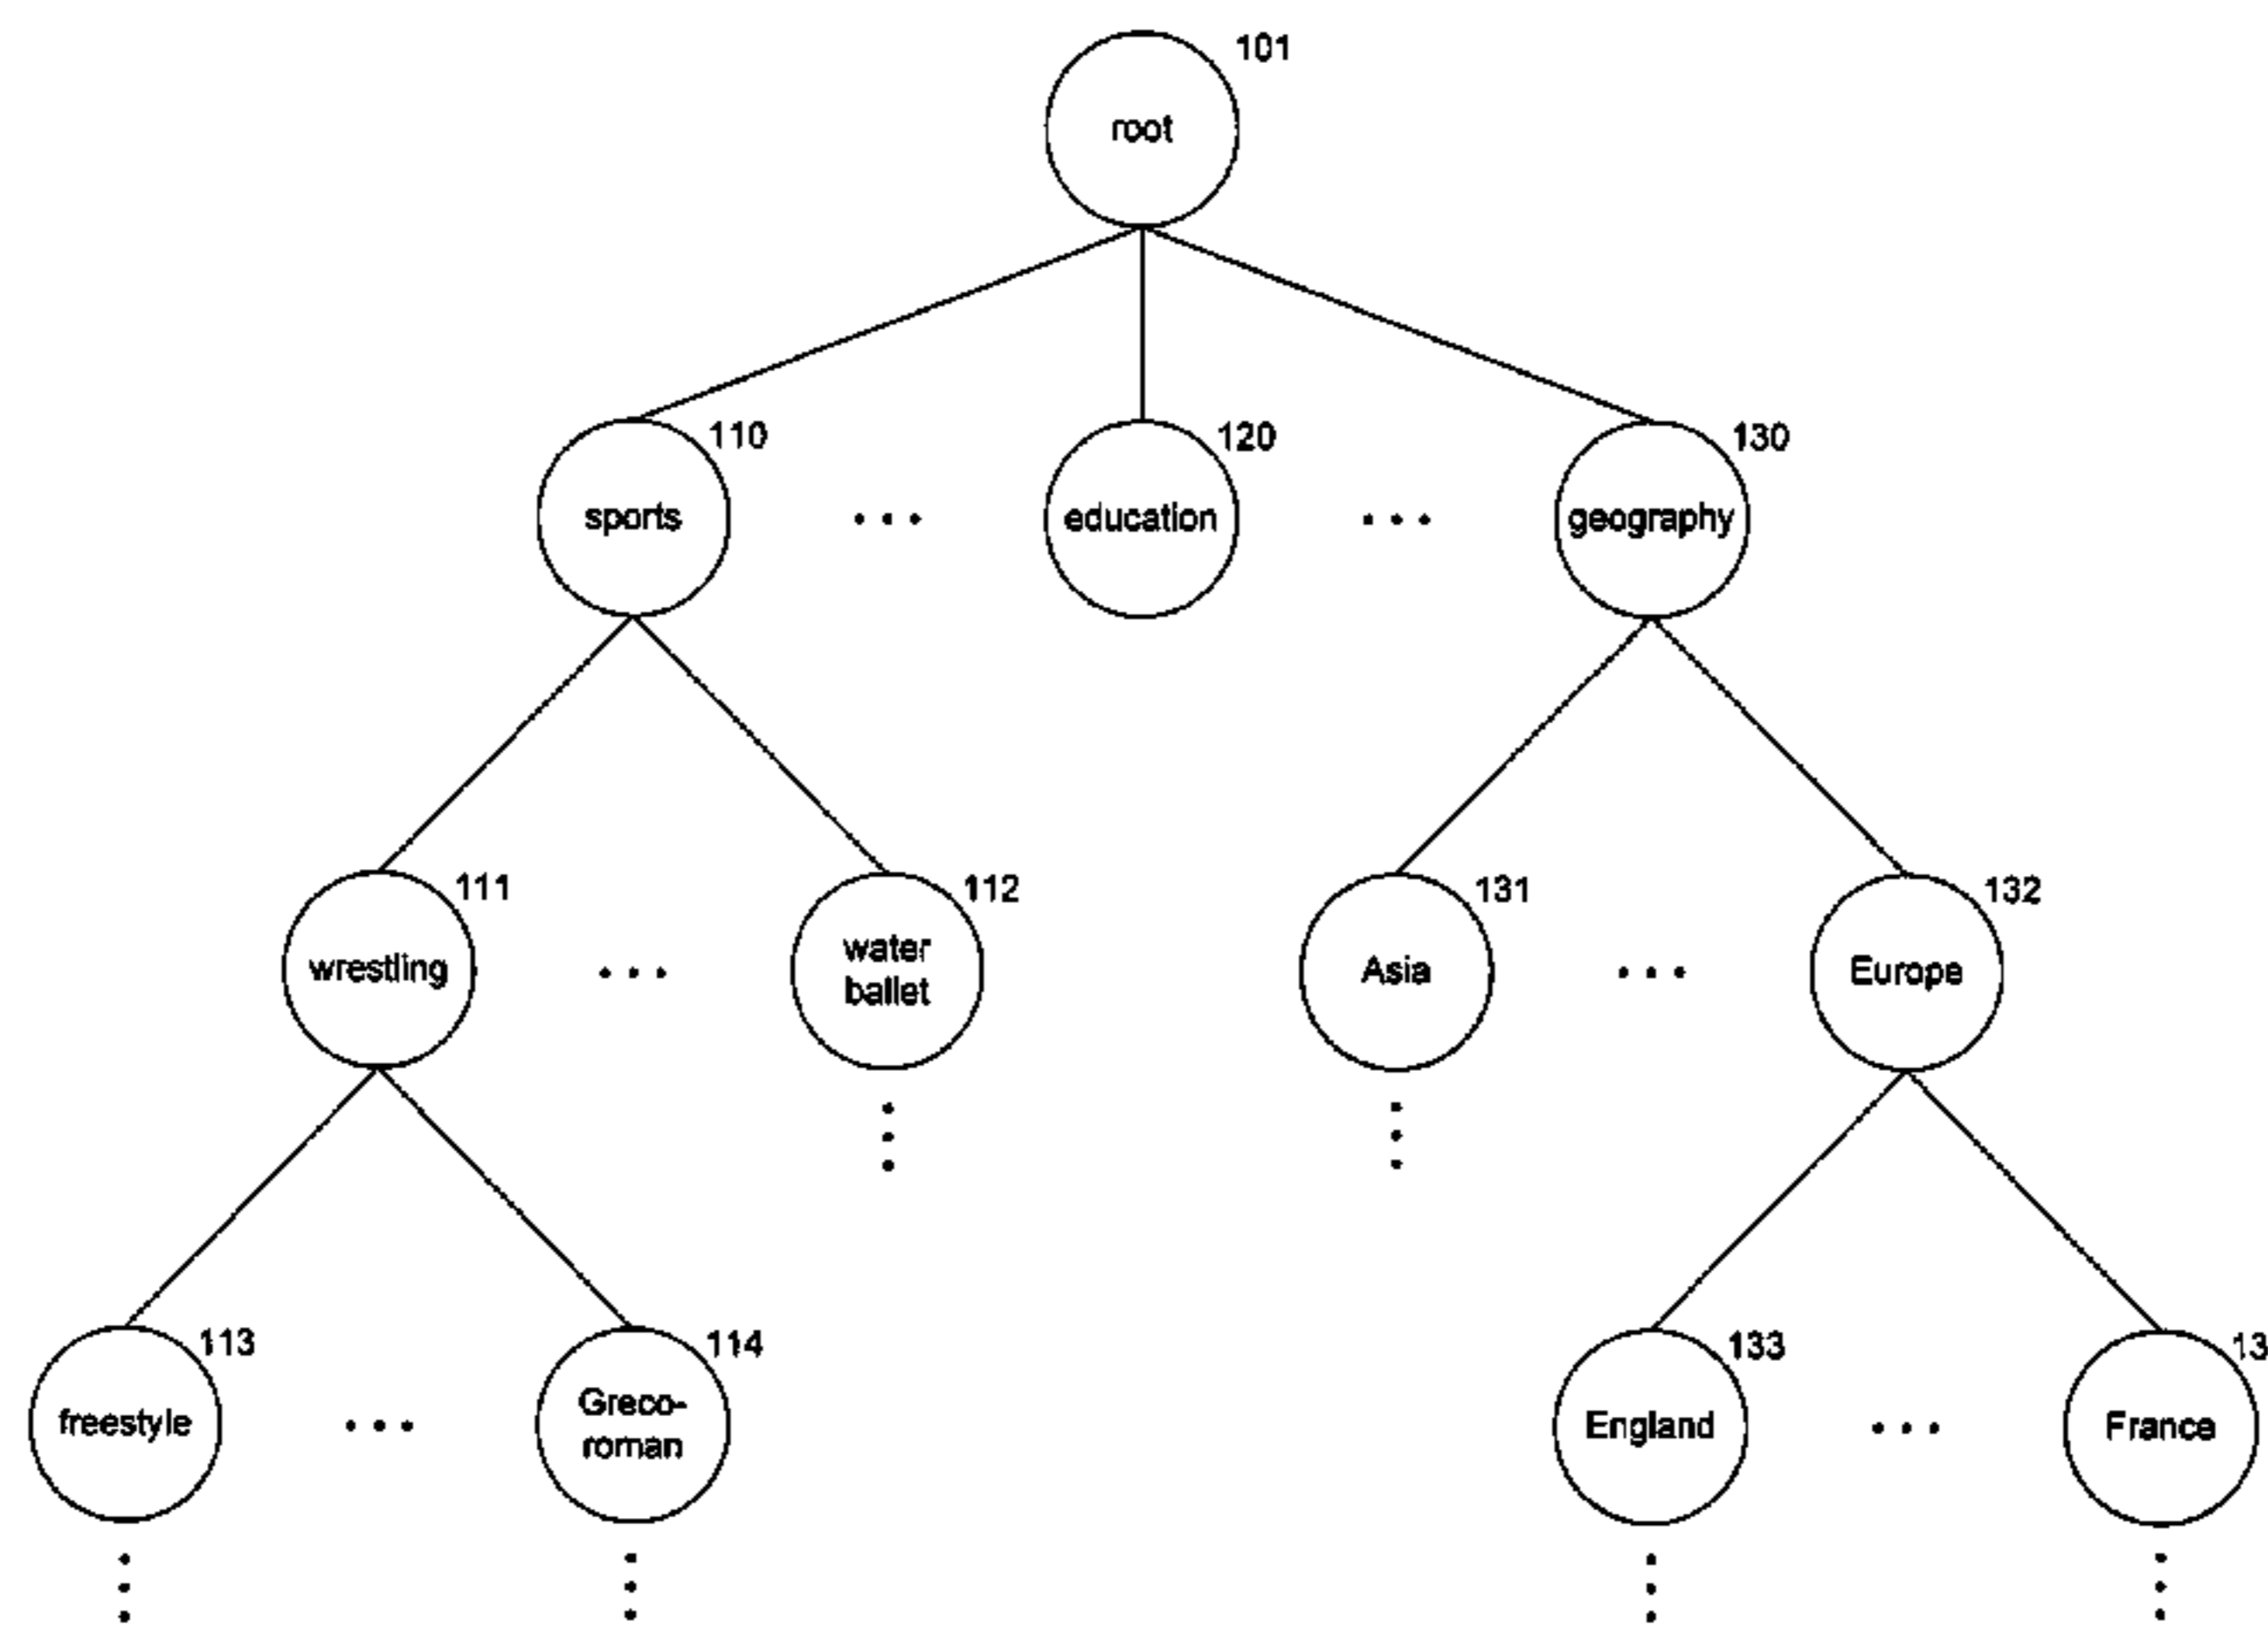 101
root
110
120
130
sports
education
geography
111
112
131
132
wrestling
water
ballet
Asia
Europe
113
114
133
13
freestyle
Greco-
roman
England
France